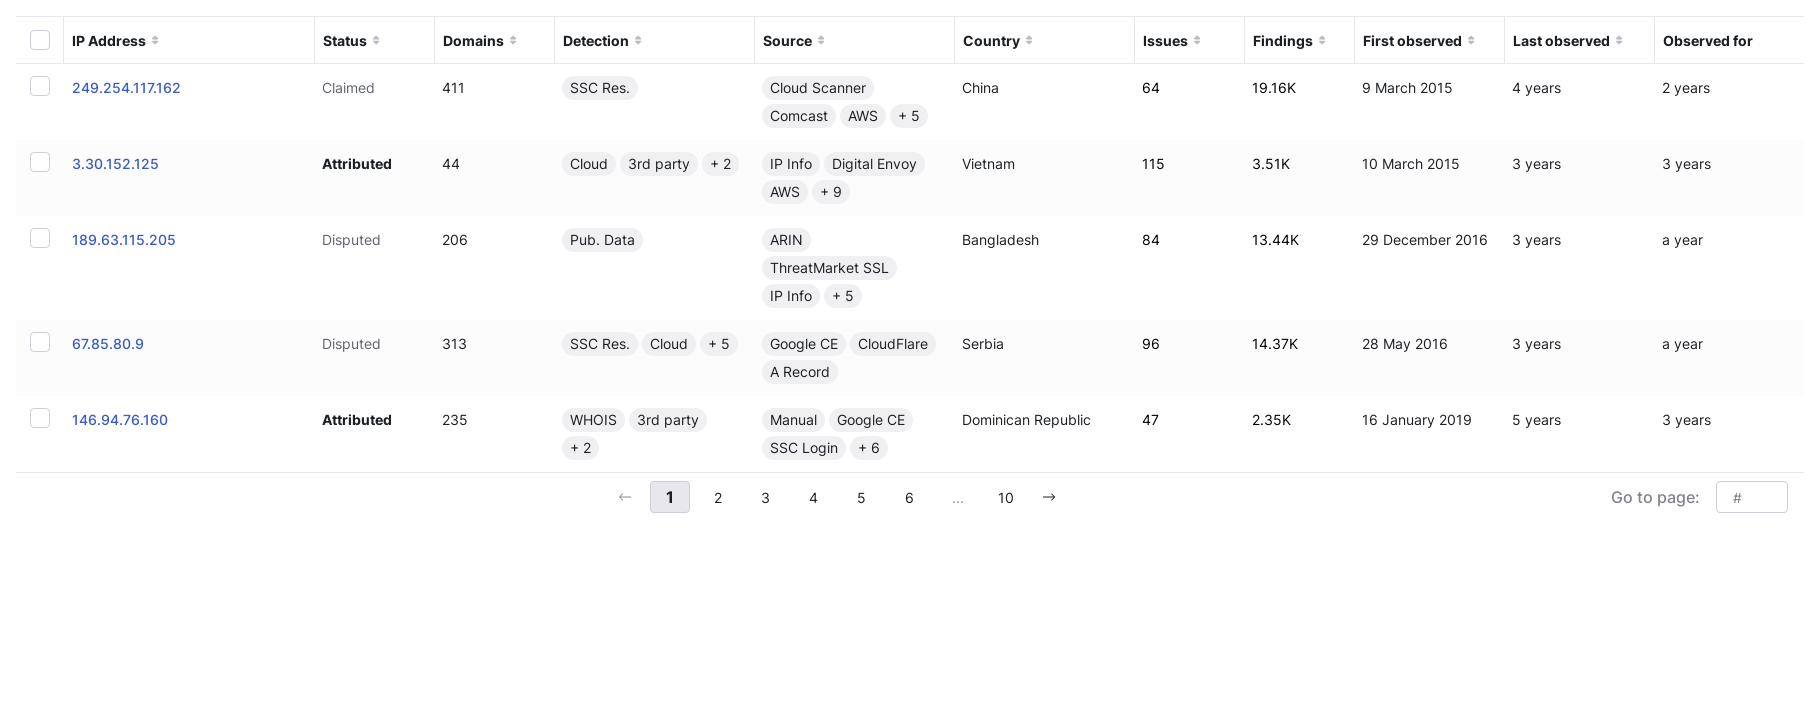 IP Address Status Domains Detection Source Country Issues Findings First observed Last observed Observed for
249.254.117.162 Claimed 411 SSC Res. Cloud Scanner China 64 19.16K 9 March 2015 4 years 2 years
Comcast AWS + 5
3.30.152.125 Attributed 44 Cloud 3rd party + 2 IP Info Digital Envoy Vietnam 115 3.51K 10 March 2015 3 years 3 years
AWS + 9
189.63.115.205 Disputed 206 Pub. Data ARIN Bangladesh 84 13.44K 29 December 2016 3 years a year
ThreatMarket SSL
IP Info + 5
67.85.80.9 Disputed 313 SSC Res. Cloud + 5 Google CE CloudFlare Serbia 96 14.37K 28 May 2016 3 years a year
A Record
146.94.76.160 Attributed 235 WHOIS 3rd party Manual Google CE Dominican Republic 47 2.35K 16 January 2019 5 years 3 years
+ 2 SSC Login + 6
← 1 2 3 4 5 6 ... 10 → Go to page: #